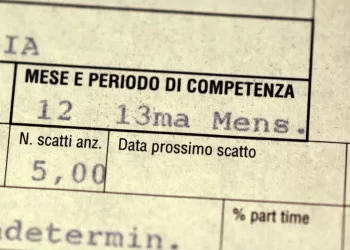 IA
MESE E PERIODO DI COMPETENZA
12 13ma Mens.
N. scatti anz. Data prossimo scatto
5,00
% part time
determin.